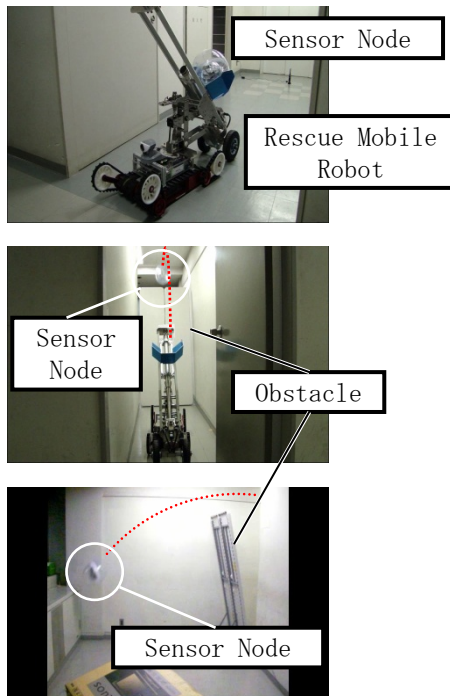 Sensor Node
Rescue Mobile
Robot
Sensor
Node
Obstacle
Sensor Node